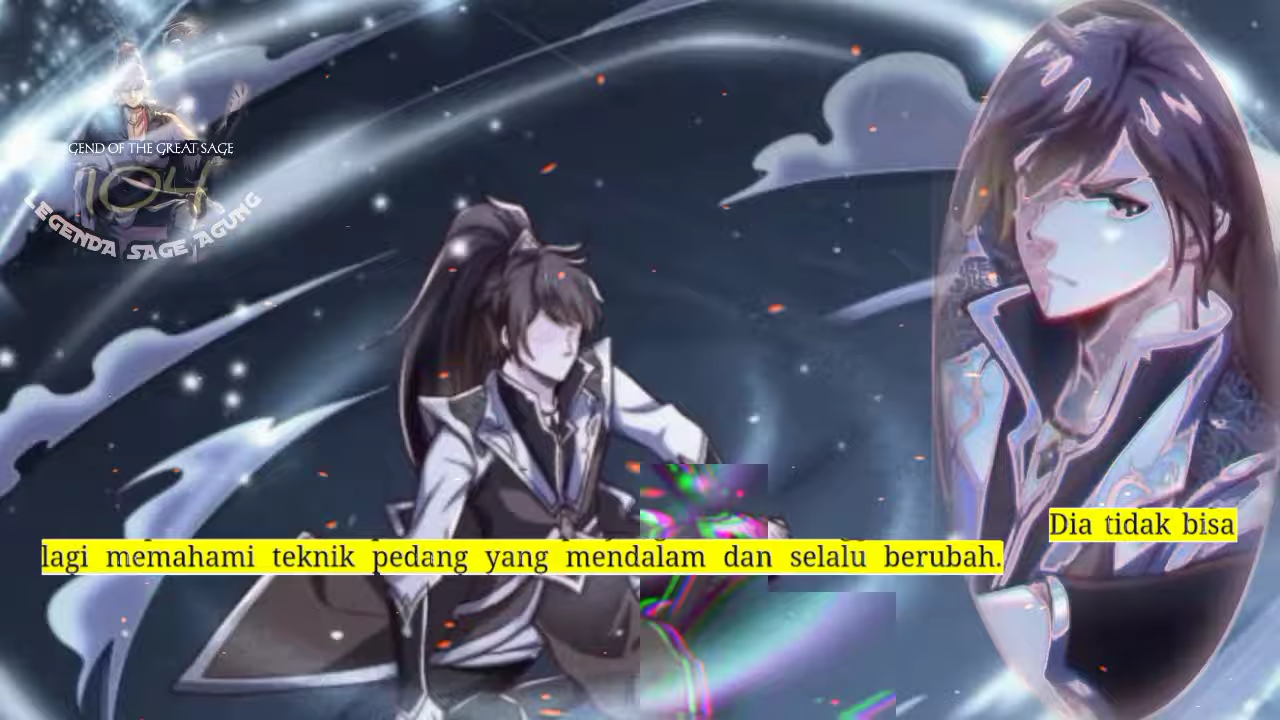 GEND OF THE GREAT SAGE
104
LEGENDA SAGE AGUNG
Dia tidak bisa
lagi memahami teknik pedang yang mendalam dan selalu berubah.